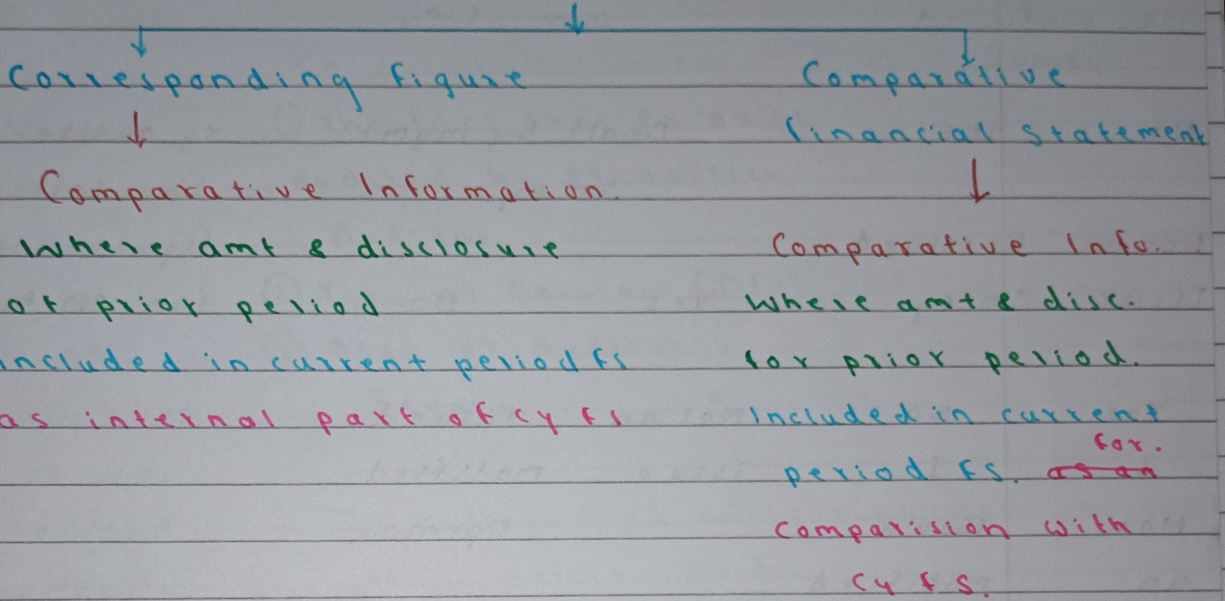 Corresponding Figure
↓
Comparative Information.
Where amt & disclosure
of prior period
included in current period FS
as internal part of cy fs
Comparative
financial statement
↓
Comparative Info.
Where amt & disc.
for prior period.
Included in current
for.
period FS. as an
comparision with
cy fs.